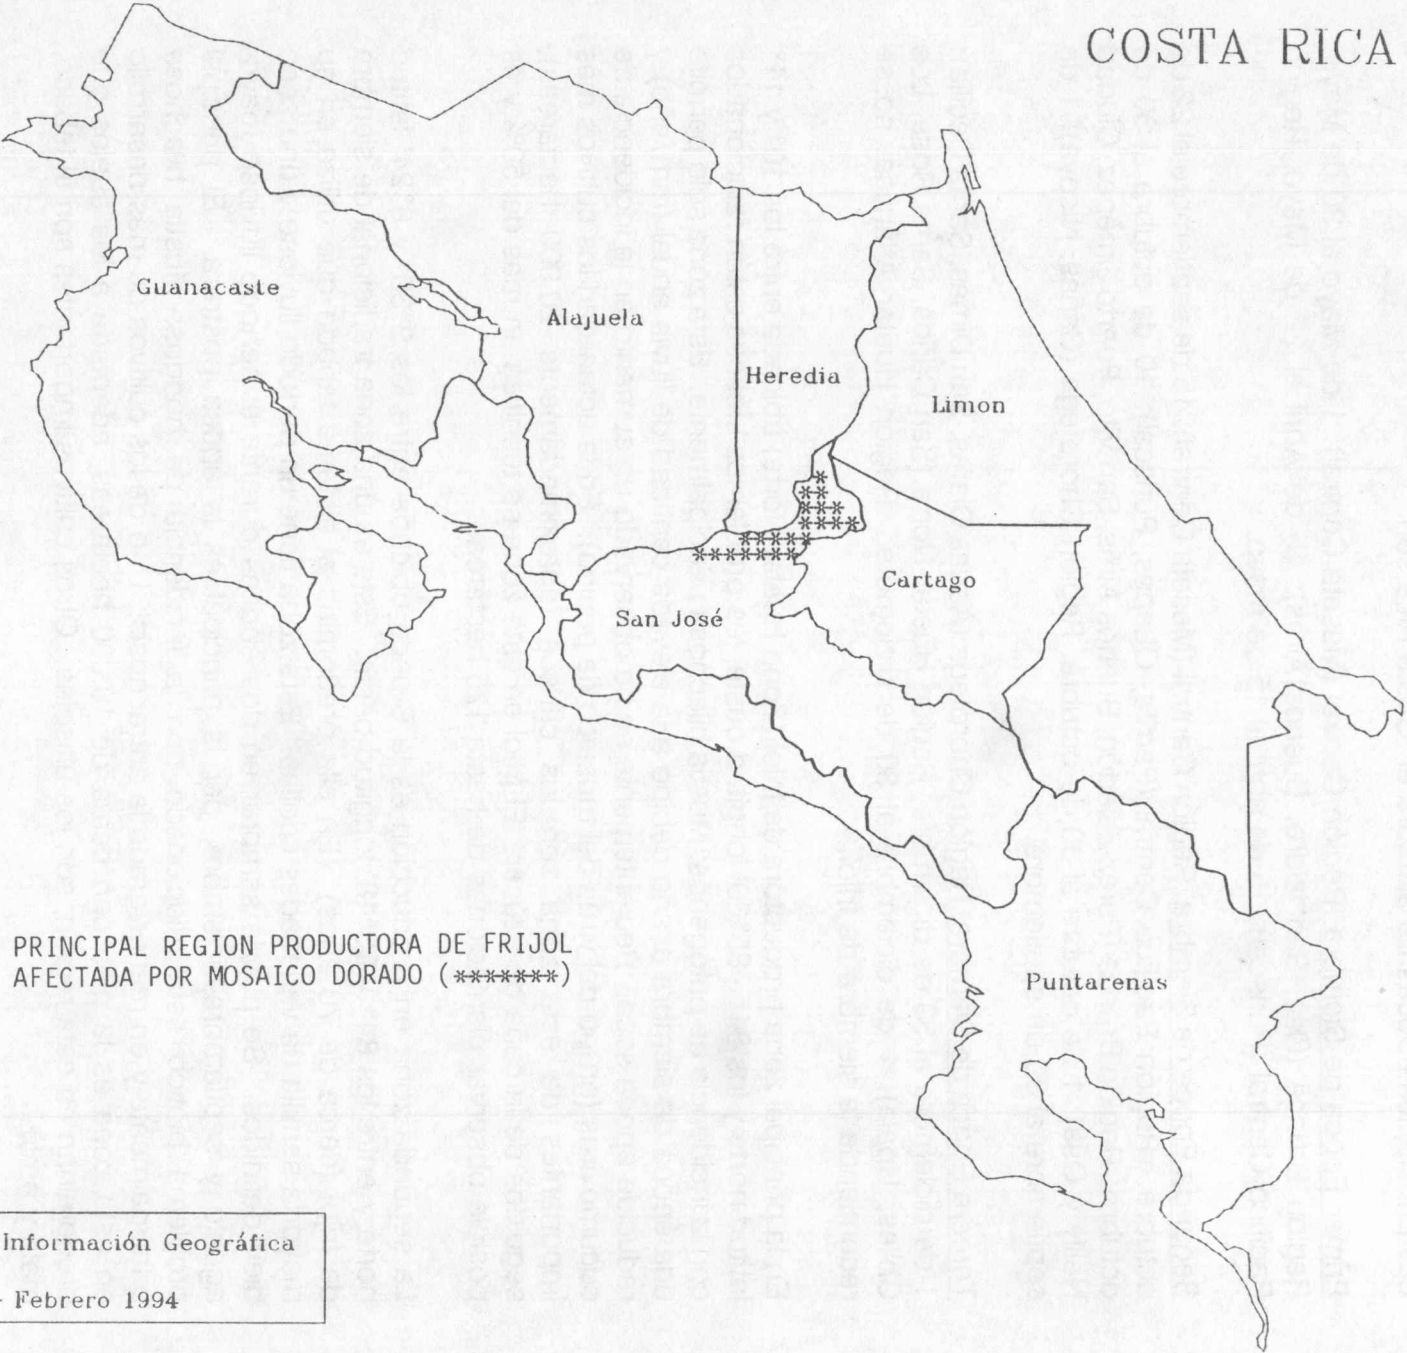 COSTA RICA
Guanacaste
Alajuela
Heredia
Limon
Cartago
San José
Puntarenas
PRINCIPAL REGION PRODUCTORA DE FRIJOL
AFECTADA POR MOSAICO DORADO (*******)
Información Geográfica
Febrero 1994